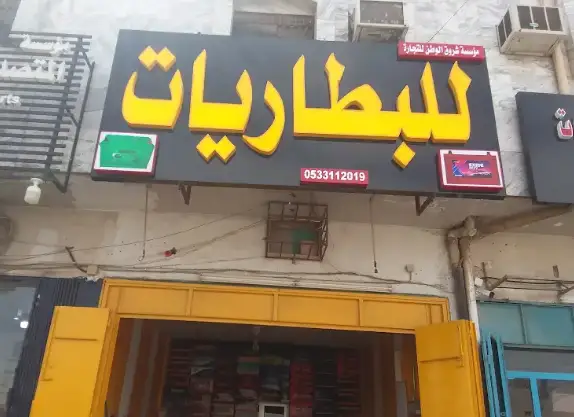 مؤسسة شروق الوطن للتجارة
للبطاريات
0533112019